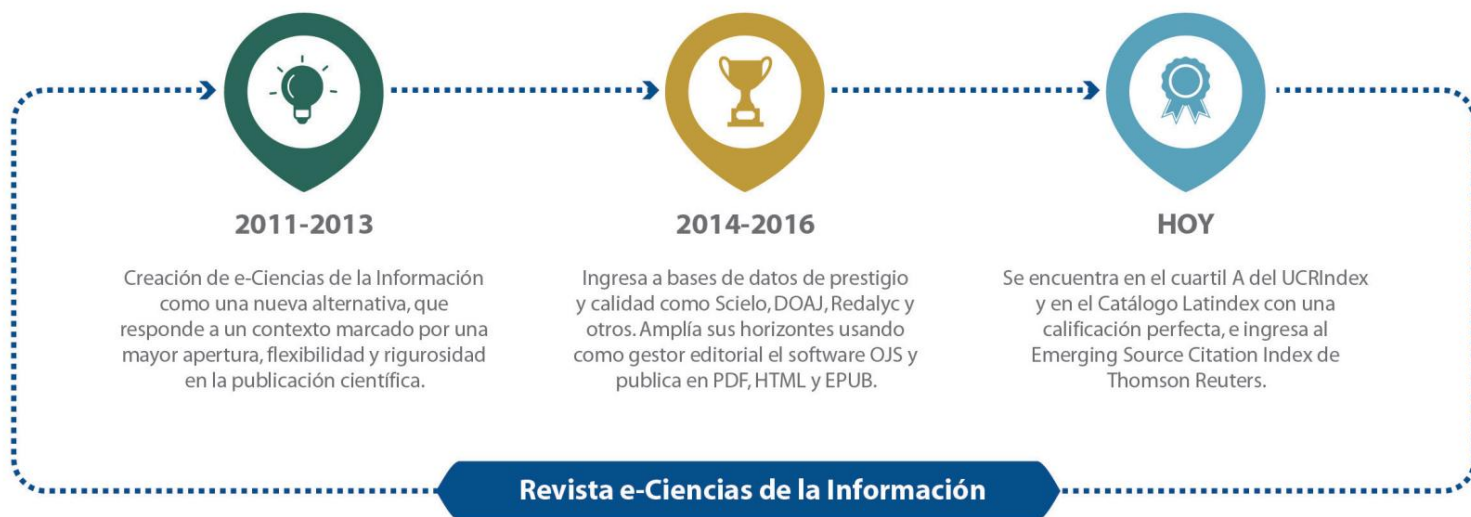 2011-2013
Creación de e-Ciencias de la Información
como una nueva alternativa, que
responde a un contexto marcado por una
mayor apertura, flexibilidad y rigurosidad
en la publicación científica.
2014-2016
Ingresa a bases de datos de prestigio
y calidad como Scielo, DOAJ, Redalyc y
otros. Amplía sus horizontes usando
como gestor editorial el software OJS y
publica en PDF, HTML y EPUB.
HOY
Se encuentra en el cuartil A del UCRIndex
y en el Catálogo Latindex con una
calificación perfecta, e ingresa al
Emerging Source Citation Index de
Thomson Reuters.
Revista e-Ciencias de la Información